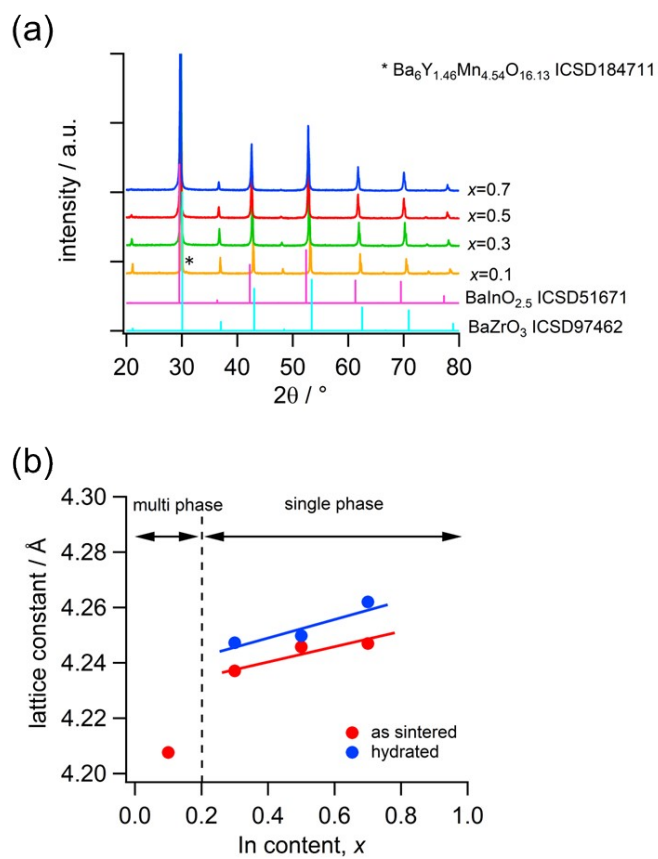 (a)
* Ba₆Y₁.₄₆Mn₄.₅₄O₁₆.₁₃ ICSD184711
intensity / a.u.
x=0.7
x=0.5
x=0.3
*
x=0.1
BaInO₂.₅ ICSD51671
BaZrO₃ ICSD97462
20 30 40 50 60 70 80
2θ / °
(b)
4.30
multi phase single phase
4.28
4.26
4.24
4.22
4.20
lattice constant / Å
as sintered
hydrated
0.0 0.2 0.4 0.6 0.8 1.0
In content, x